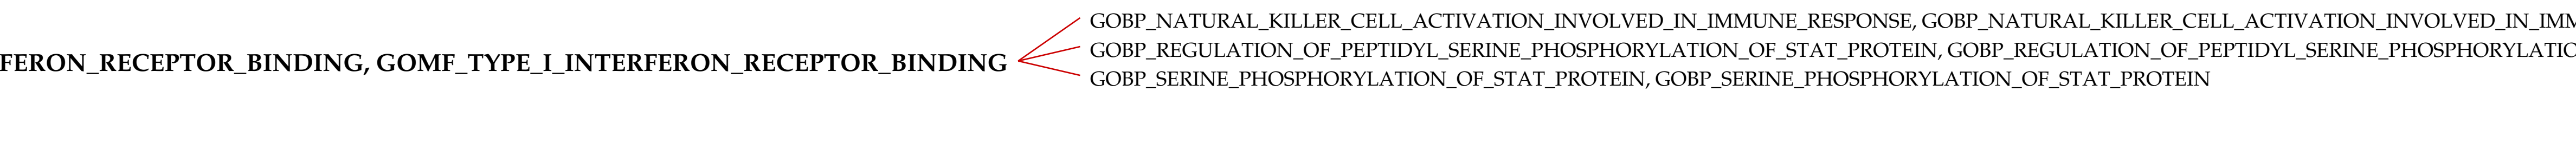 GOBP_NATURAL_KILLER_CELL_ACTIVATION_INVOLVED_IN_IMMUNE_RESPONSE, GOBP_NATURAL_KILLER_CELL_ACTIVATION_INVOLVED_IN_IMM
FERON_RECEPTOR_BINDING, GOMF_TYPE_I_INTERFERON_RECEPTOR_BINDING
GOBP_REGULATION_OF_PEPTIDYL_SERINE_PHOSPHORYLATION_OF_STAT_PROTEIN, GOBP_REGULATION_OF_PEPTIDYL_SERINE_PHOSPHORYLATIO
GOBP_SERINE_PHOSPHORYLATION_OF_STAT_PROTEIN, GOBP_SERINE_PHOSPHORYLATION_OF_STAT_PROTEIN